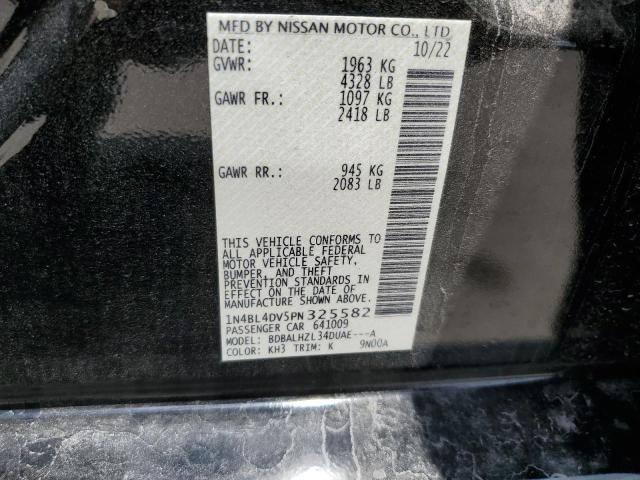 MFD BY NISSAN MOTOR CO., LTD
DATE: 10/22
GVWR: 1963 KG
4328 LB
GAWR FR.: 1097 KG
2418 LB
GAWR RR.: 945 KG
2083 LB
THIS VEHICLE CONFORMS TO
ALL APPLICABLE FEDERAL
MOTOR VEHICLE SAFETY,
BUMPER, AND THEFT
PREVENTION STANDARDS IN
EFFECT ON THE DATE OF
MANUFACTURE SHOWN ABOVE.
1N4BL4DV5PN325582
PASSENGER CAR 641009
MODEL: BDBALHZL34DUAE---A
COLOR: KH3 TRIM: K 9N00A